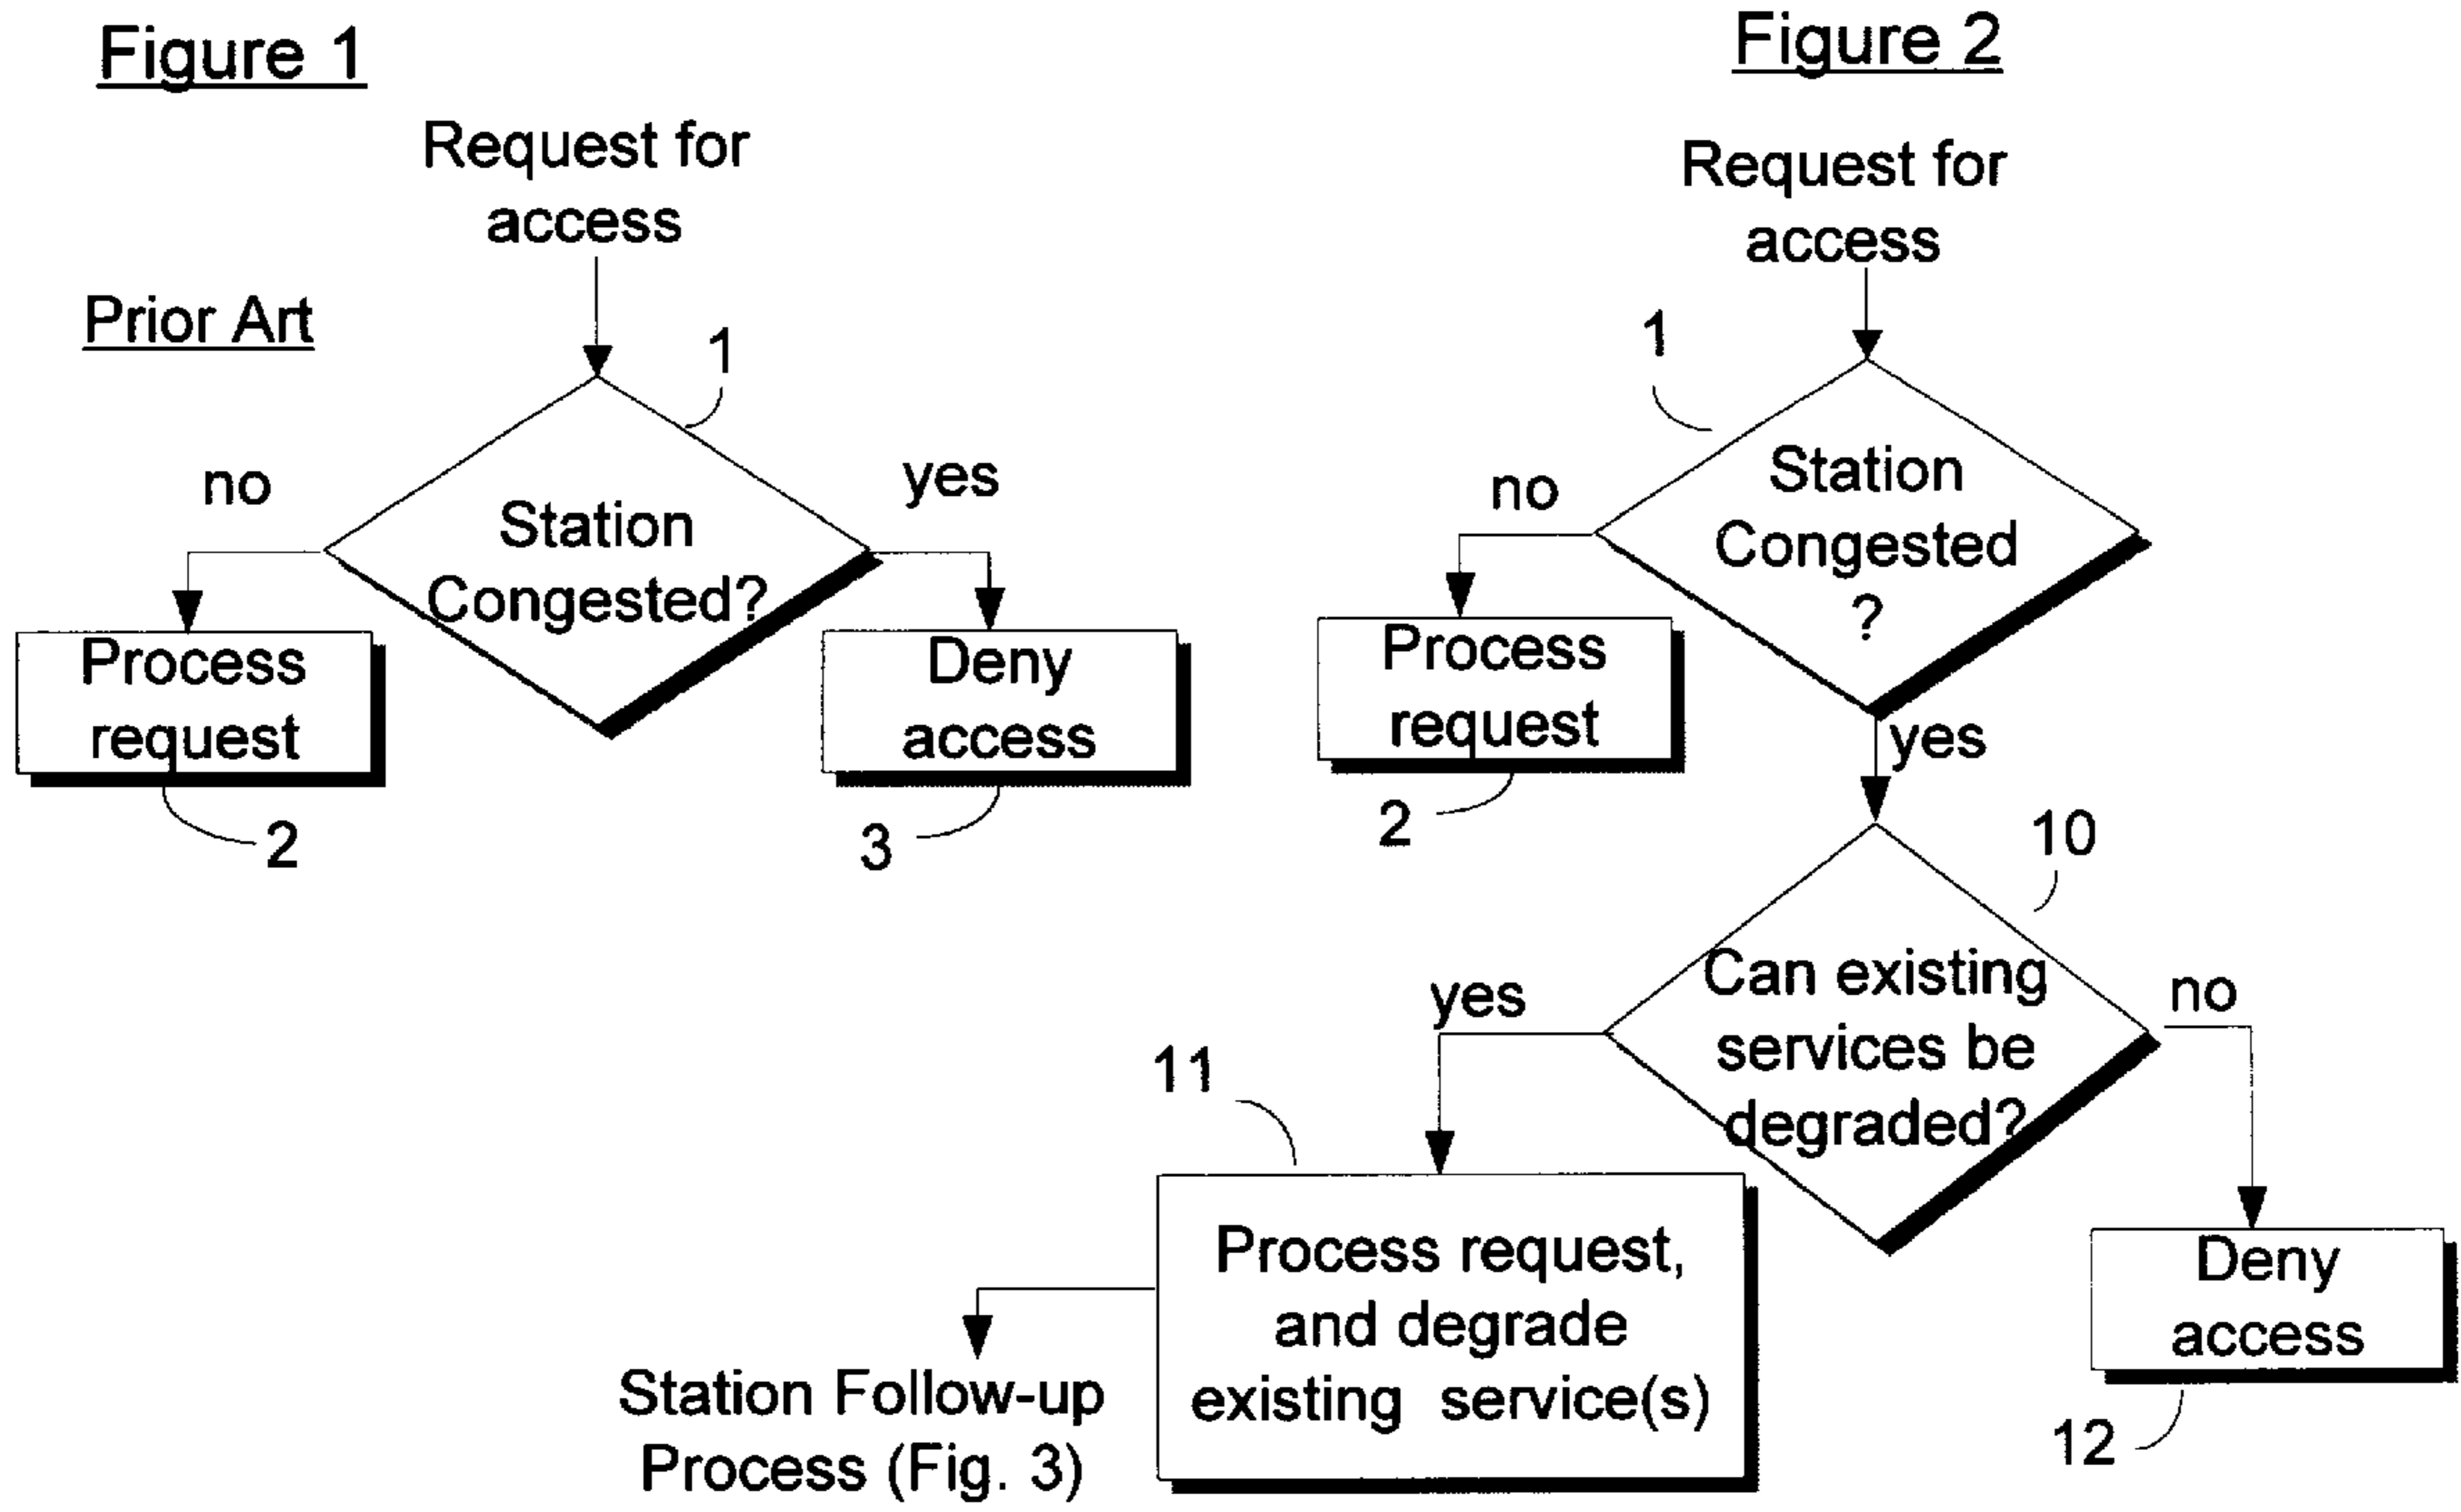 Figure 1
Request for
access
Prior Art
1
no
yes
Station
Congested?
Process
request
Deny
access
2
3
Figure 2
Request for
access
1
Station
Congested
?
no
Process
request
yes
2
10
Can existing
services be
degraded?
yes
no
11
Process request,
and degrade
existing service(s)
Deny
access
Station Follow-up
Process (Fig. 3)
12